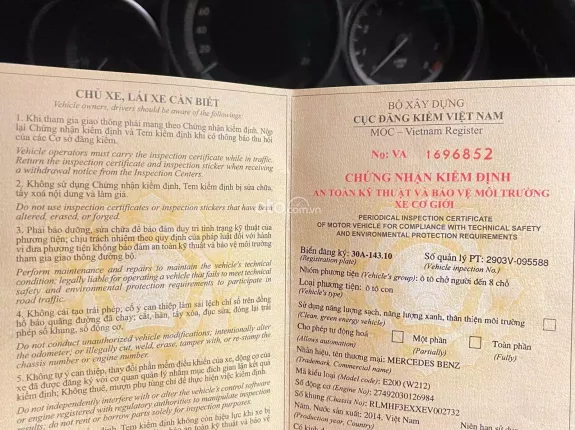 CHỦ XE, LÁI XE CẦN BIẾT
Vehicle owners, drivers should be aware of the followings:
1. Khi tham gia giao thông phải mang theo Chứng nhận kiểm định. Nộp
lại Chứng nhận kiểm định và Tem kiểm định khi có thông báo thu hồi
của các Cơ sở đăng kiểm.
Vehicle operators must carry the inspection certificate while in traffic.
Return the inspection certificate and inspection sticker when receiving
a withdrawal notice from the Inspection Centers.
2. Không sử dụng Chứng nhận kiểm định, Tem kiểm định bị sửa chữa,
tẩy xoá nội dung và làm giả.
Do not use inspection certificates or inspection stickers that have been
altered, erased, or forged.
3. Phải bảo dưỡng, sửa chữa để bảo đảm duy trì tình trạng kỹ thuật của
phương tiện; chịu trách nhiệm theo quy định của pháp luật đối với hành
vi đưa phương tiện không bảo đảm an toàn kỹ thuật và bảo vệ môi trường
tham gia giao thông đường bộ.
Perform maintenance and repairs to maintain the vehicle's technical
condition; legally liable for operating a vehicle that fails to meet technical
safety and environmental protection requirements to participate in
road traffic.
4. Không cải tạo trái phép; cố ý can thiệp làm sai lệch chỉ số trên đồng
hồ báo quãng đường đã chạy; cắt, hàn, tẩy xóa, đục sửa, đóng lại trái
phép số khung, số động cơ.
Do not conduct unauthorized vehicle modifications; intentionally alter
the odometer; or illegally cut, weld, erase, tamper with, or re-stamp the
chassis number or engine number.
5. Không tự ý can thiệp, thay đổi phần mềm điều khiển của xe, động cơ của
xe đã được đăng ký với cơ quan quản lý nhằm mục đích gian lận kết quả
kiểm định; Không thuê, mượn phụ tùng chỉ để thực hiện việc kiểm định.
Do not independently interfere with or alter the vehicle's control software
or engine registered with regulatory authorities to manipulate inspection
results; do not rent or borrow parts solely for inspection purposes.
định, Tem kiểm định không còn hiệu lực khi xe bị
BỘ XÂY DỰNG
CỤC ĐĂNG KIỂM VIỆT NAM
MOC – Vietnam Register
No: VA 1696852
CHỨNG NHẬN KIỂM ĐỊNH
AN TOÀN KỸ THUẬT VÀ BẢO VỆ MÔI TRƯỜNG
XE CƠ GIỚI
PERIODICAL INSPECTION CERTIFICATE
OF MOTOR VEHICLE FOR COMPLIANCE WITH TECHNICAL SAFETY
AND ENVIRONMENTAL PROTECTION REQUIREMENTS
Biển đăng ký: 30A-143.10 Số quản lý PT: 2903V-095588
(Registration plate) (Vehicle inspection No.)
Nhóm phương tiện (Vehicle's group): ô tô chở người đến 8 chỗ
Loại phương tiện: ô tô con
(Vehicle's type)
Sử dụng năng lượng sạch, năng lượng xanh, thân thiện môi trường
(Clean, green energy vehicle)
Cho phép tự động hoá Một phần Toàn phần
(Allows automation) (Partially) (Fully)
Nhãn hiệu, tên thương mại: MERCEDES BENZ
(Trademark, Commercial name)
Mã kiểu loại (Model code): E200 (W212)
Số động cơ (Engine No): 27492030126984
Số khung (Chassis No): RLMHF3EXXEV002732
Năm, Nước sản xuất: 2014, Việt Nam
(Production year, Country)
Niên hạn sử